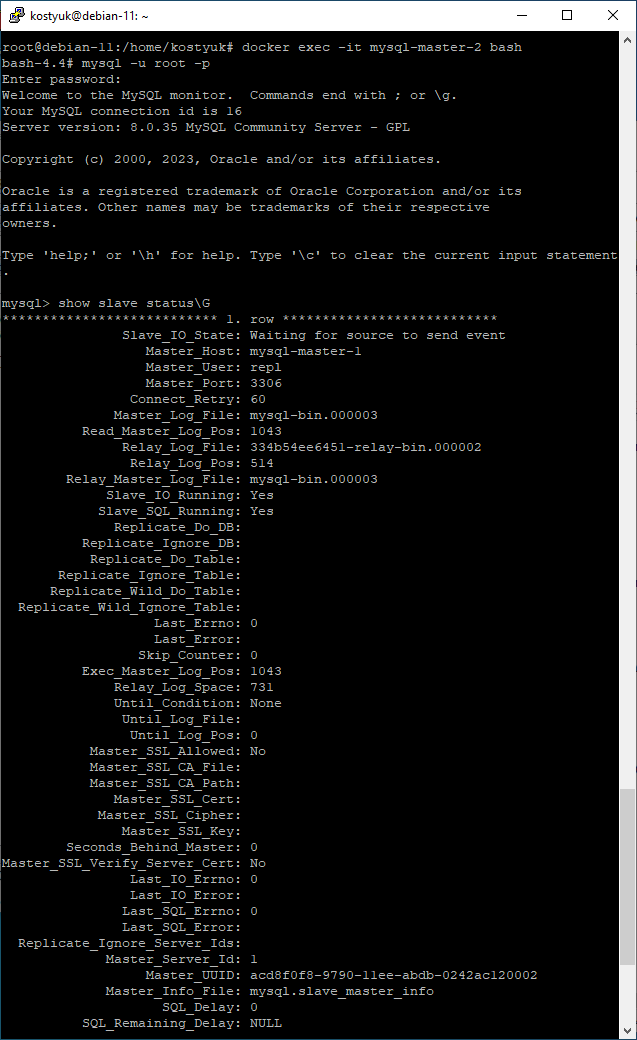 kostyuk@debian-11: ~
root@debian-11:/home/kostyuk# docker exec -it mysql-master-2 bash
bash-4.4# mysql -u root -p
Enter password:
Welcome to the MySQL monitor.  Commands end with ; or \g.
Your MySQL connection id is 16
Server version: 8.0.35 MySQL Community Server - GPL
Copyright (c) 2000, 2023, Oracle and/or its affiliates.
Oracle is a registered trademark of Oracle Corporation and/or its
affiliates. Other names may be trademarks of their respective
owners.
Type 'help;' or '\h' for help. Type '\c' to clear the current input statement
.
mysql> show slave status\G
*************************** 1. row ***************************
Slave_IO_State: Waiting for source to send event
Master_Host: mysql-master-1
Master_User: repl
Master_Port: 3306
Connect_Retry: 60
Master_Log_File: mysql-bin.000003
Read_Master_Log_Pos: 1043
Relay_Log_File: 334b54ee6451-relay-bin.000002
Relay_Log_Pos: 514
Relay_Master_Log_File: mysql-bin.000003
Slave_IO_Running: Yes
Slave_SQL_Running: Yes
Replicate_Do_DB:
Replicate_Ignore_DB:
Replicate_Do_Table:
Replicate_Ignore_Table:
Replicate_Wild_Do_Table:
Replicate_Wild_Ignore_Table:
Last_Errno: 0
Last_Error:
Skip_Counter: 0
Exec_Master_Log_Pos: 1043
Relay_Log_Space: 731
Until_Condition: None
Until_Log_File:
Until_Log_Pos: 0
Master_SSL_Allowed: No
Master_SSL_CA_File:
Master_SSL_CA_Path:
Master_SSL_Cert:
Master_SSL_Cipher:
Master_SSL_Key:
Seconds_Behind_Master: 0
Master_SSL_Verify_Server_Cert: No
Last_IO_Errno: 0
Last_IO_Error:
Last_SQL_Errno: 0
Last_SQL_Error:
Replicate_Ignore_Server_Ids:
Master_Server_Id: 1
Master_UUID: acd8f0f8-9790-11ee-abdb-0242ac120002
Master_Info_File: mysql.slave_master_info
SQL_Delay: 0
SQL_Remaining_Delay: NULL